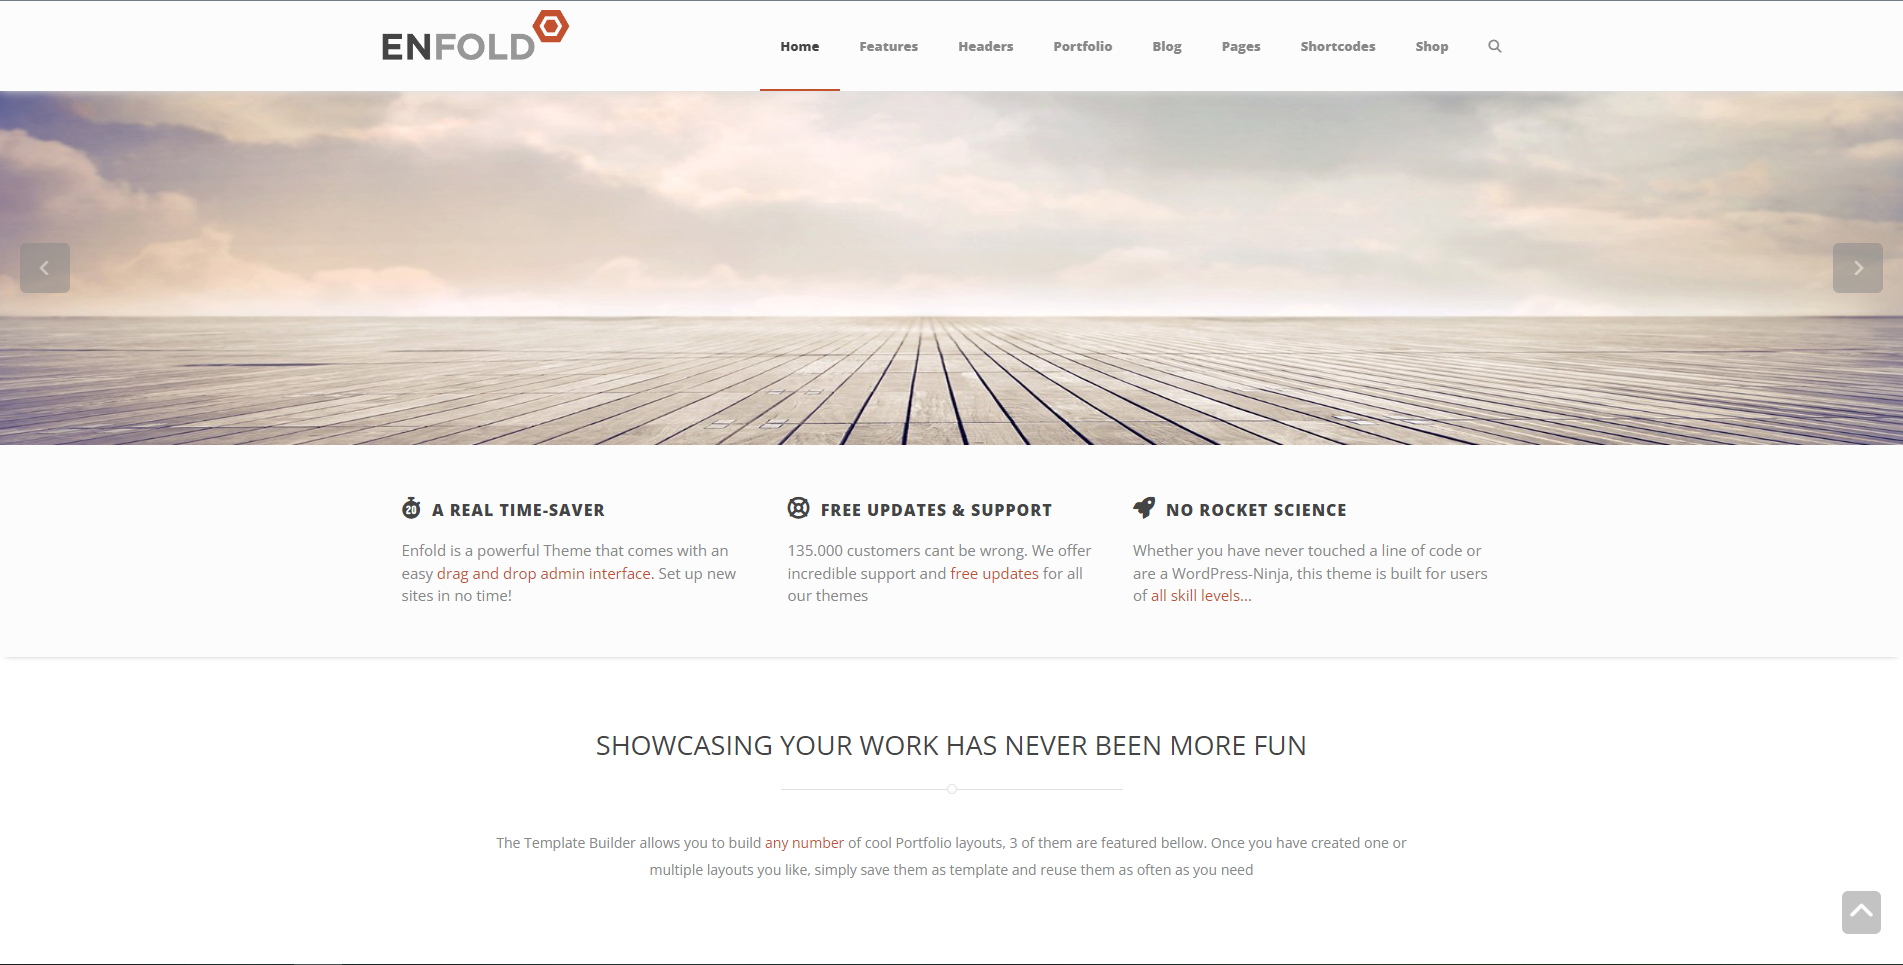 ENFOLD
Home Features Headers Portfolio Blog Pages Shortcodes Shop
20 A REAL TIME-SAVER
Enfold is a powerful Theme that comes with an
easy drag and drop admin interface. Set up new
sites in no time!
FREE UPDATES & SUPPORT
135.000 customers cant be wrong. We offer
incredible support and free updates for all
our themes
NO ROCKET SCIENCE
Whether you have never touched a line of code or
are a WordPress-Ninja, this theme is built for users
of all skill levels...
SHOWCASING YOUR WORK HAS NEVER BEEN MORE FUN
The Template Builder allows you to build any number of cool Portfolio layouts, 3 of them are featured bellow. Once you have created one or
multiple layouts you like, simply save them as template and reuse them as often as you need